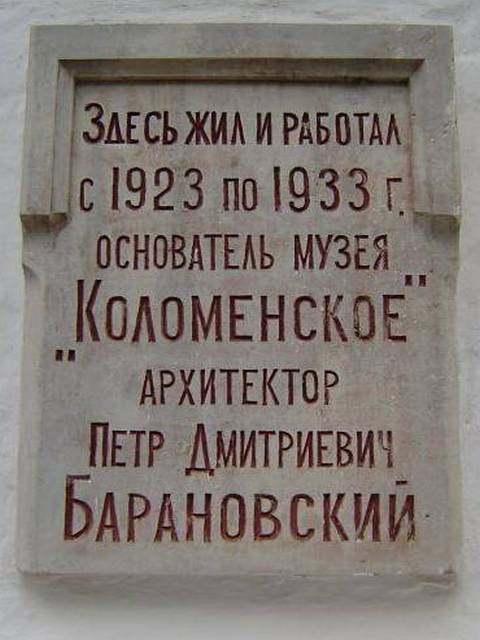 Здесь жил и работал
с 1923 по 1933 г.
основатель музея
"Коломенское"
архитектор
Петр Дмитриевич
Барановский